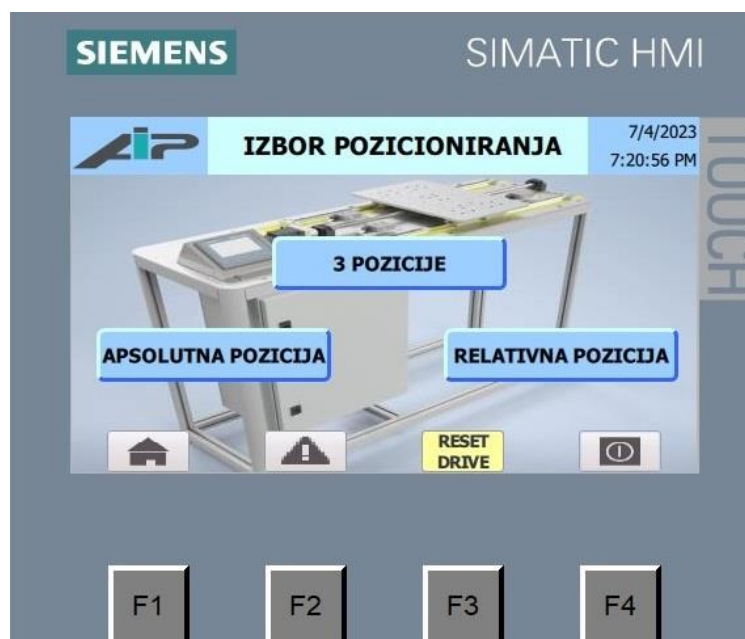 SIEMENS
SIMATIC HMI
TOUCH
AIP
IZBOR POZICIONIRANJA
7/4/2023
7:20:56 PM
3 POZICIJE
APSOLUTNA POZICIJA
RELATIVNA POZICIJA
RESET
DRIVE
F1
F2
F3
F4